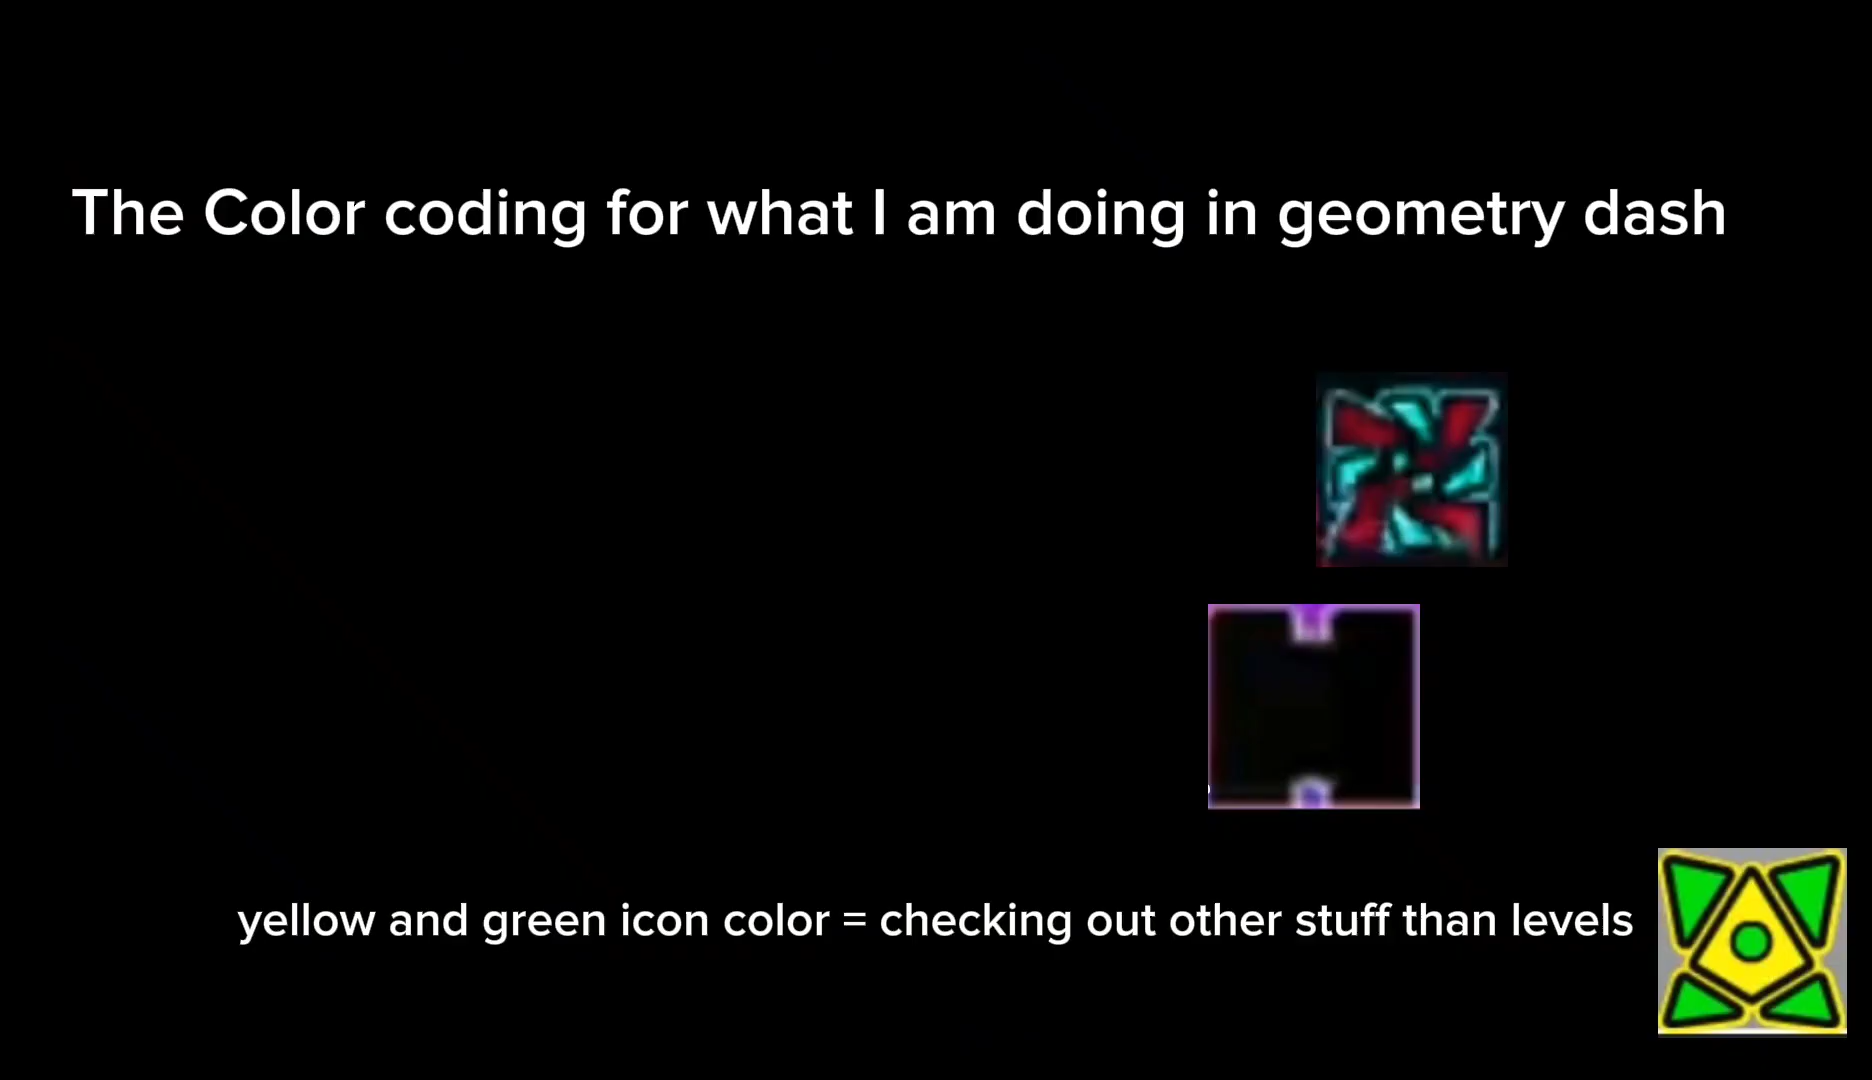 The Color coding for what I am doing in geometry dash
yellow and green icon color = checking out other stuff than levels